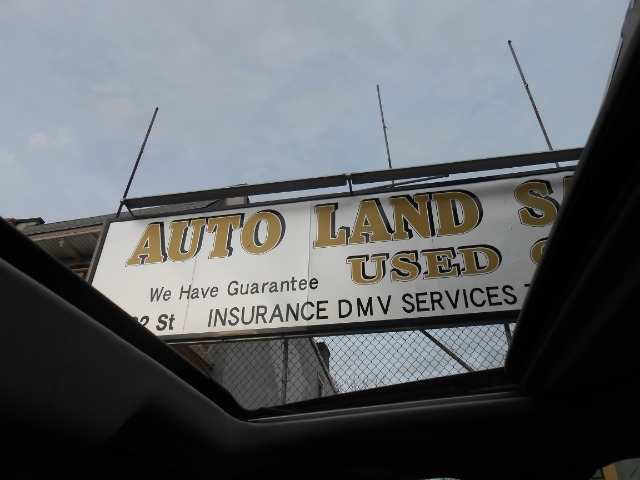 AUTO LAND
USED
We Have Guarantee
St INSURANCE DMV SERVICES